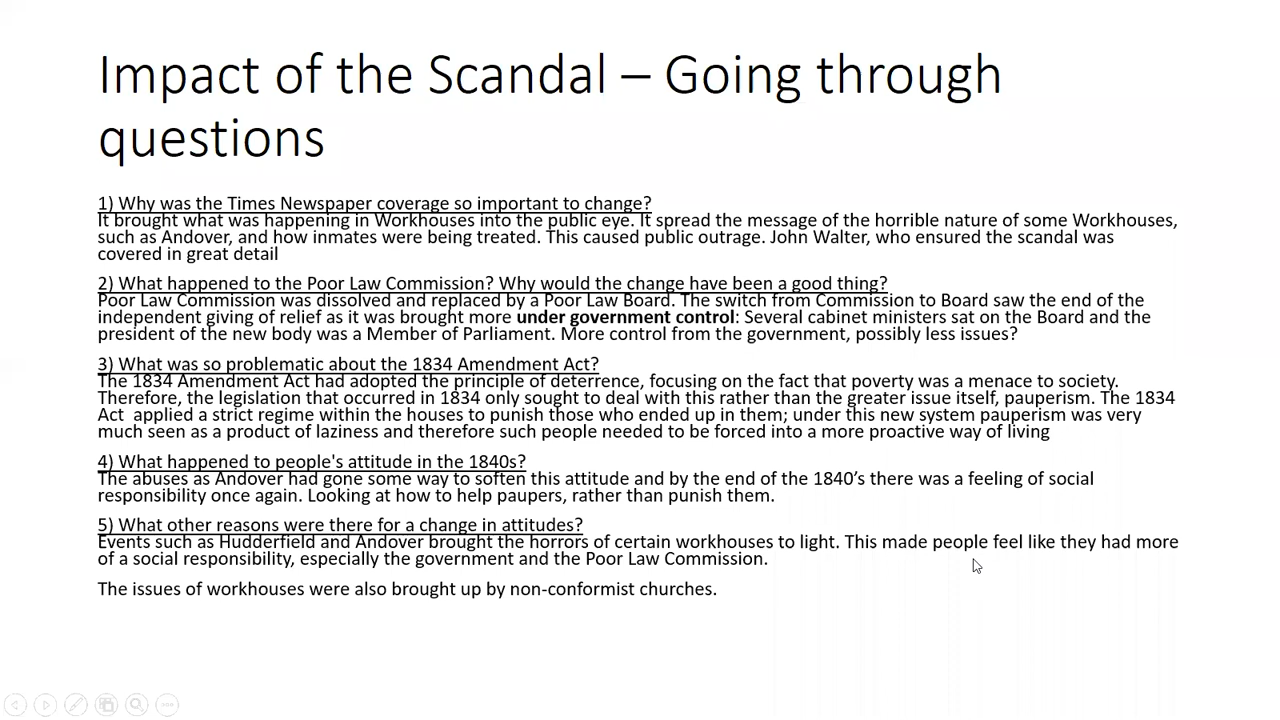 Impact of the Scandal – Going through
questions
1) Why was the Times Newspaper coverage so important to change?
It brought what was happening in Workhouses into the public eye. It spread the message of the horrible nature of some Workhouses,
such as Andover, and how inmates were being treated. This caused public outrage. John Walter, who ensured the scandal was
covered in great detail
2) What happened to the Poor Law Commission? Why would the change have been a good thing?
Poor Law Commission was dissolved and replaced by a Poor Law Board. The switch from Commission to Board saw the end of the
independent giving of relief as it was brought more under government control: Several cabinet ministers sat on the Board and the
president of the new body was a Member of Parliament. More control from the government, possibly less issues?
3) What was so problematic about the 1834 Amendment Act?
The 1834 Amendment Act had adopted the principle of deterrence, focusing on the fact that poverty was a menace to society.
Therefore, the legislation that occurred in 1834 only sought to deal with this rather than the greater issue itself, pauperism. The 1834
Act applied a strict regime within the houses to punish those who ended up in them; under this new system pauperism was very
much seen as a product of laziness and therefore such people needed to be forced into a more proactive way of living
4) What happened to people's attitude in the 1840s?
The abuses as Andover had gone some way to soften this attitude and by the end of the 1840’s there was a feeling of social
responsibility once again. Looking at how to help paupers, rather than punish them.
5) What other reasons were there for a change in attitudes?
Events such as Hudderfield and Andover brought the horrors of certain workhouses to light. This made people feel like they had more
of a social responsibility, especially the government and the Poor Law Commission.
The issues of workhouses were also brought up by non-conformist churches.